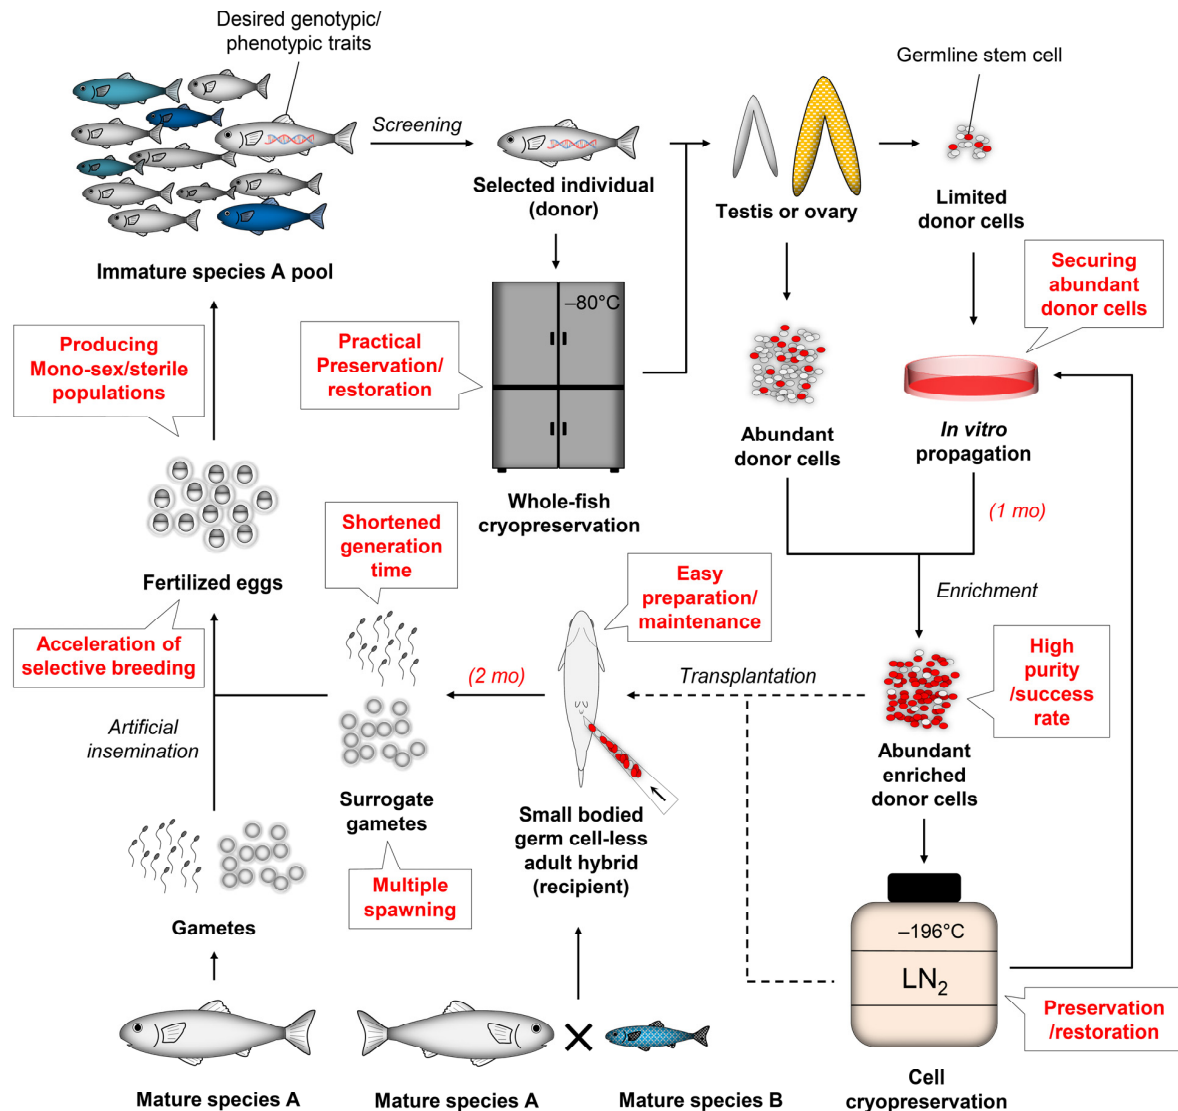 Desired genotypic/
phenotypic traits
Screening
Germline stem cell
Selected individual
(donor)
Testis or ovary
Limited
donor cells
Immature species A pool
–80°C
Securing
abundant
donor cells
Producing
Mono-sex/sterile
populations
Practical
Preservation/
restoration
Abundant
donor cells
In vitro
propagation
Whole-fish
cryopreservation
(1 mo)
Shortened
generation
time
Fertilized eggs
Easy
preparation/
maintenance
Enrichment
Acceleration of
selective breeding
High
purity
/success
rate
(2 mo)
Transplantation
Artificial
insemination
Abundant
enriched
donor cells
Surrogate
gametes
Small bodied
germ cell-less
adult hybrid
(recipient)
Multiple
spawning
Gametes
–196°C
LN2
Preservation
/restoration
Mature species A
Mature species A
Mature species B
Cell
cryopreservation